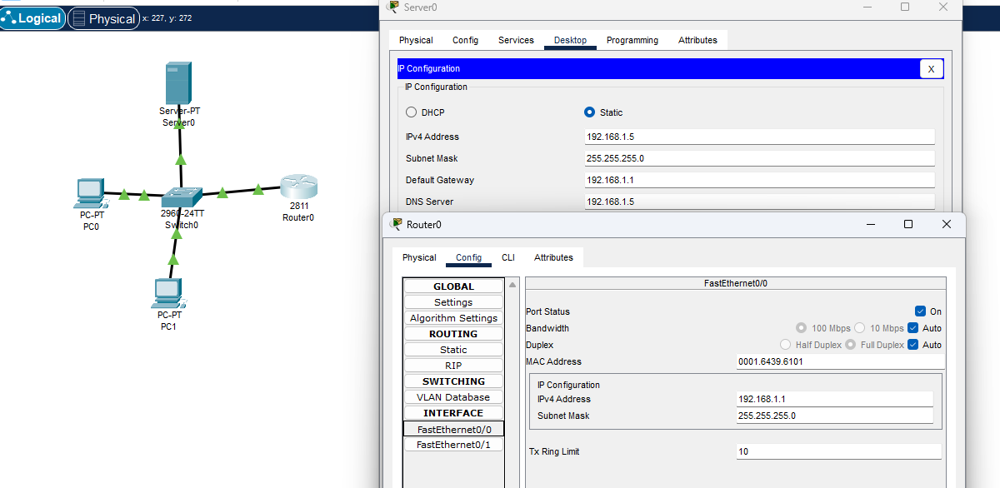 Logical Physical x: 227, y: 272
Server-PT
Server0
PC-PT
PC0
2960-24TT
Switch0
2811
Router0
PC-PT
PC1
Server0
Physical Config Services Desktop Programming Attributes
IP Configuration X
IP Configuration
DHCP Static
IPv4 Address 192.168.1.5
Subnet Mask 255.255.255.0
Default Gateway 192.168.1.1
DNS Server 192.168.1.5
Router0
Physical Config CLI Attributes
GLOBAL
Settings
Algorithm Settings
ROUTING
Static
RIP
SWITCHING
VLAN Database
INTERFACE
FastEthernet0/0
FastEthernet0/1
FastEthernet0/0
Port Status On
Bandwidth 100 Mbps 10 Mbps Auto
Duplex Half Duplex Full Duplex Auto
MAC Address 0001.6439.6101
IP Configuration
IPv4 Address 192.168.1.1
Subnet Mask 255.255.255.0
Tx Ring Limit 10